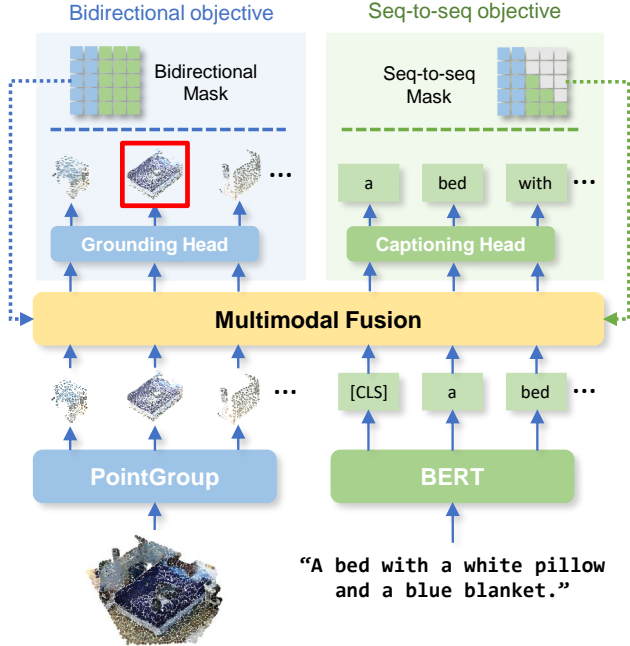 Bidirectional objective
Seq-to-seq objective
Bidirectional
Mask
Seq-to-seq
Mask
...
a
bed
with
...
Grounding Head
Captioning Head
Multimodal Fusion
...
[CLS]
a
bed
...
PointGroup
BERT
“A bed with a white pillow
and a blue blanket.”